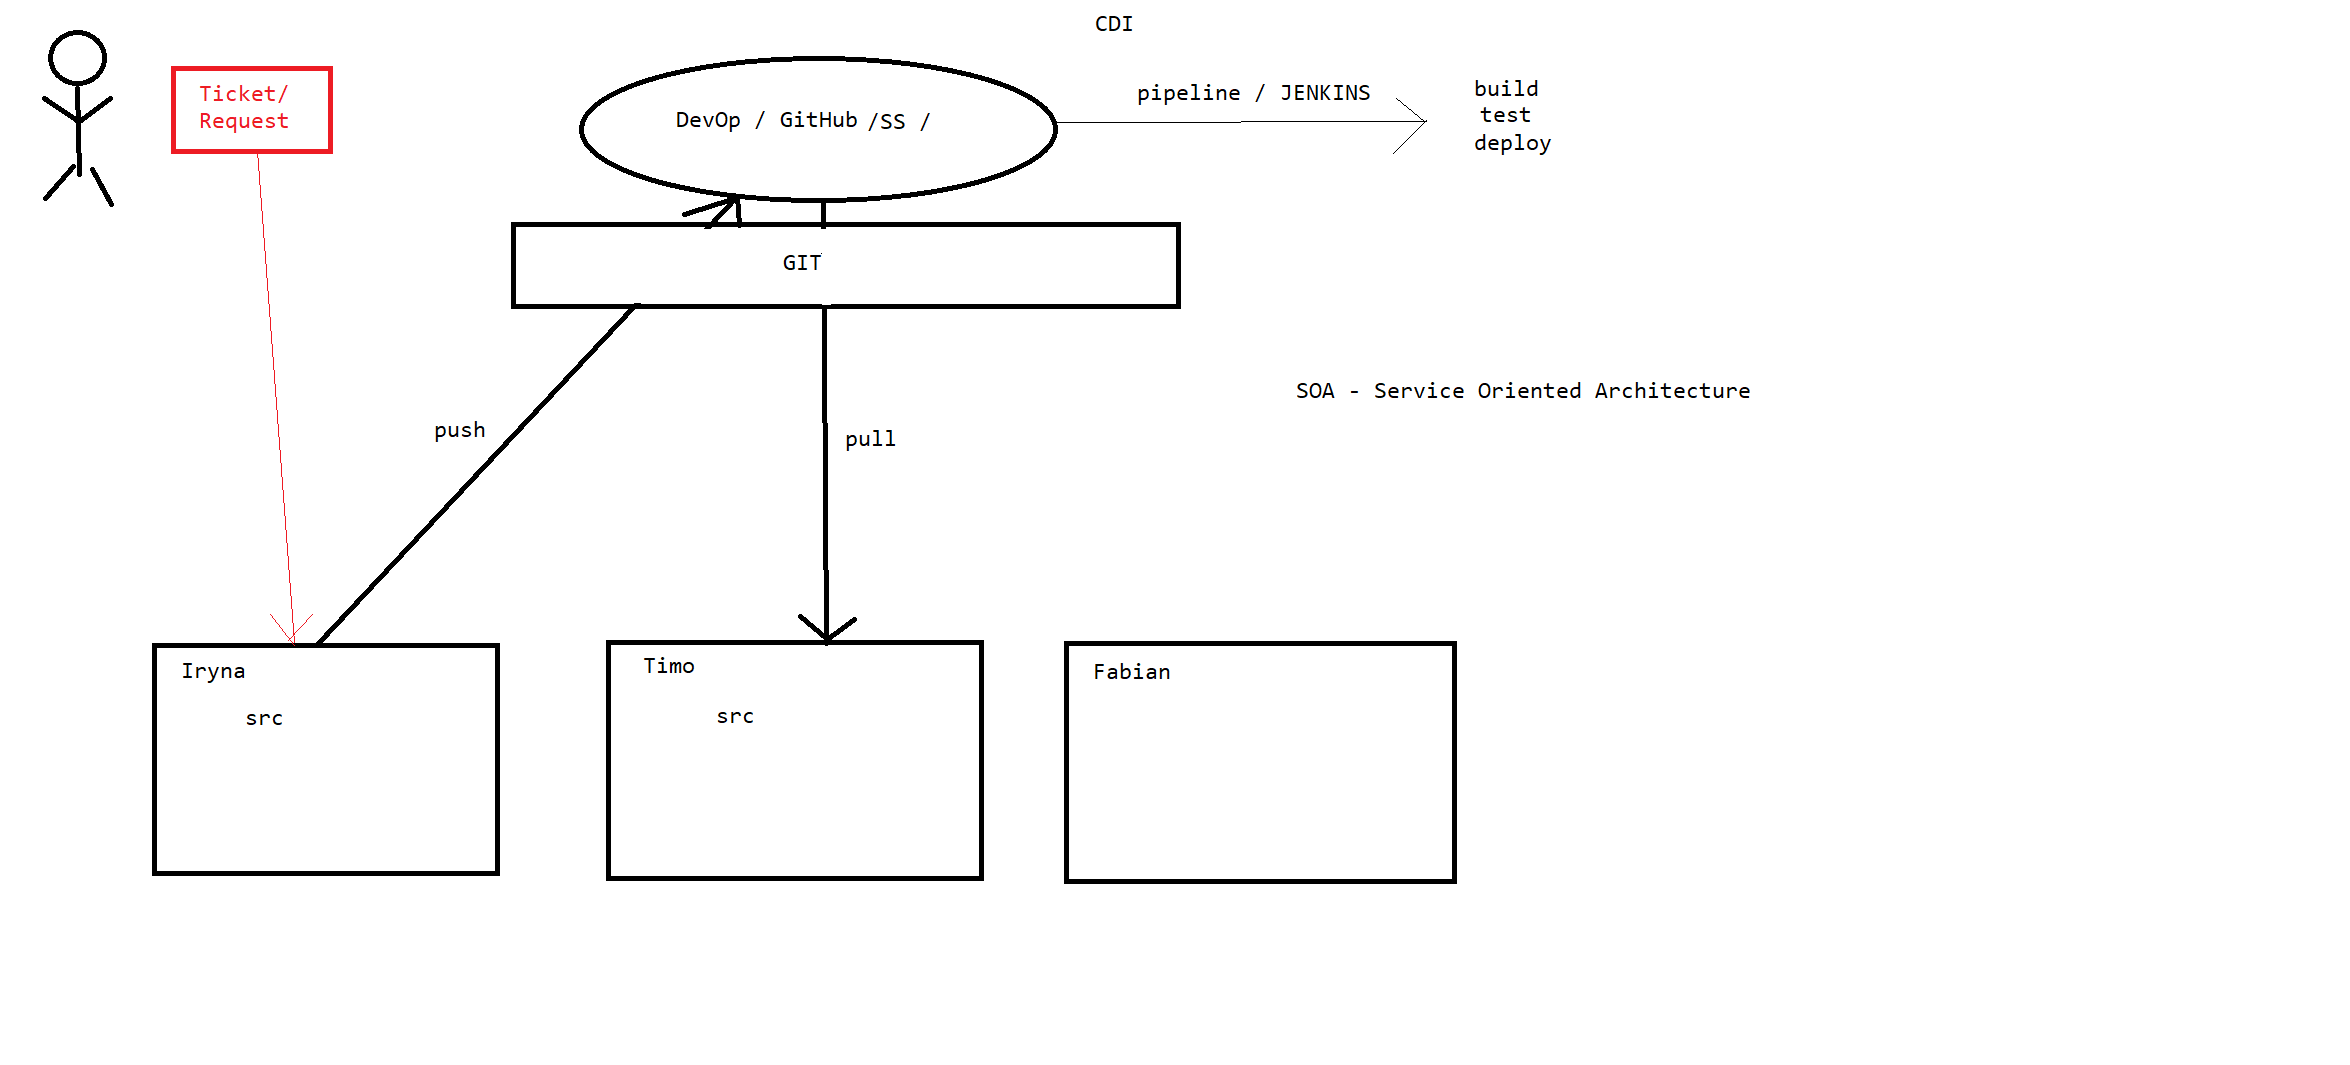 CDI
Ticket/
Request
DevOp / GitHub /SS /
pipeline / JENKINS
build
test
deploy
GIT
SOA - Service Oriented Architecture
push
pull
Iryna
src
Timo
src
Fabian